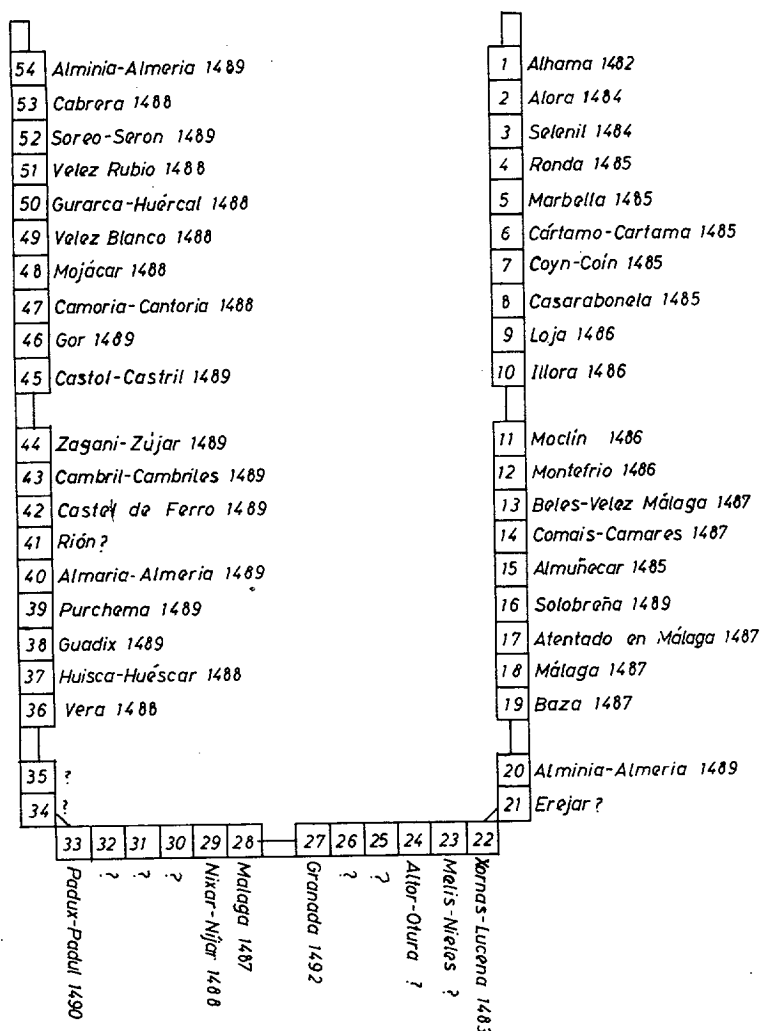 54 Alminia-Almeria 1489
53 Cabrera 1488
52 Soreo-Seron 1489
51 Velez Rubio 1488
50 Gurarca-Huércal 1488
49 Velez Blanco 1488
48 Mojácar 1488
47 Camoria-Cantoria 1488
46 Gor 1489
45 Castol-Castril 1489
44 Zagani-Zújar 1489
43 Cambril-Cambriles 1489
42 Castel de Ferro 1489
41 Rión?
40 Almaria-Almeria 1489
39 Purchema 1489
38 Guadix 1489
37 Huisca-Huéscar 1488
36 Vera 1488
35 ?
34 ?
1 Alhama 1482
2 Alora 1484
3 Selenil 1484
4 Ronda 1485
5 Marbella 1485
6 Cártamo-Cartama 1485
7 Coyn-Coín 1485
8 Casarabonela 1485
9 Loja 1486
10 Illora 1486
11 Moclín 1486
12 Montefrio 1486
13 Beles-Velez Málaga 1487
14 Comais-Camares 1487
15 Almuñecar 1485
16 Solobreña 1489
17 Atentado en Málaga 1487
18 Málaga 1487
19 Baza 1487
20 Alminia-Almeria 1489
21 Erejar?
33 Padux-Padul 1490
32 ?
31 ?
30 ?
29 Nixar-Níjar 1488
28 Malaga 1487
27 Granada 1492
26 ?
25 ?
24 Altor-Otura ?
23 Melis-Nieles ?
22 Xornas-Lucena 1483